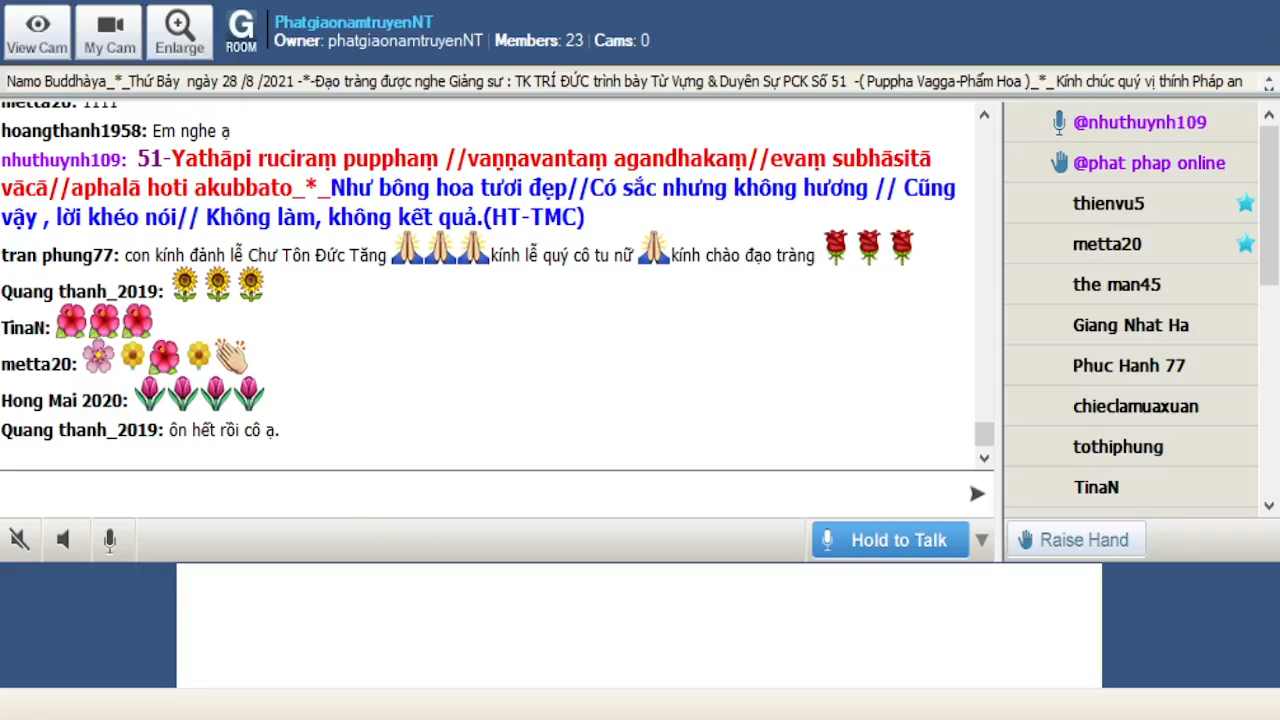 View Cam
My Cam
Enlarge
G
ROOM
PhatgiaonamtruyenNT
Owner: phatgiaonamtruyenNT | Members: 23 | Cams: 0
Namo Buddhàya_*_Thứ Bảy ngày 28 /8 /2021 -*-Đạo tràng được nghe Giảng sư : TK TRÍ ĐỨC trình bày Từ Vựng & Duyên Sự PCK Số 51 -( Puppha Vagga-Phẩm Hoa )_*_ Kính chúc quý vị thính Pháp an
metta20: 1111
hoangthanh1958: Em nghe ạ
nhuthuynh109: 51-Yathāpi ruciraṃ pupphaṃ //vaṇṇavantaṃ agandhakaṃ//evaṃ subhāsitā
vācā//aphalā hoti akubbato_*_Như bông hoa tươi đẹp//Có sắc nhưng không hương // Cũng
vậy , lời khéo nói// Không làm, không kết quả.(HT-TMC)
tran phung77: con kính đãnh lễ Chư Tôn Đức Tăng kính lễ quý cô tu nữ kính chào đạo tràng
Quang thanh_2019:
TinaN:
metta20:
Hong Mai 2020:
Quang thanh_2019: ôn hết rồi cô ạ.
@nhuthuynh109
@phat phap online
thienvu5
metta20
the man45
Giang Nhat Ha
Phuc Hanh 77
chieclamuaxuan
tothiphung
TinaN
Hold to Talk
Raise Hand